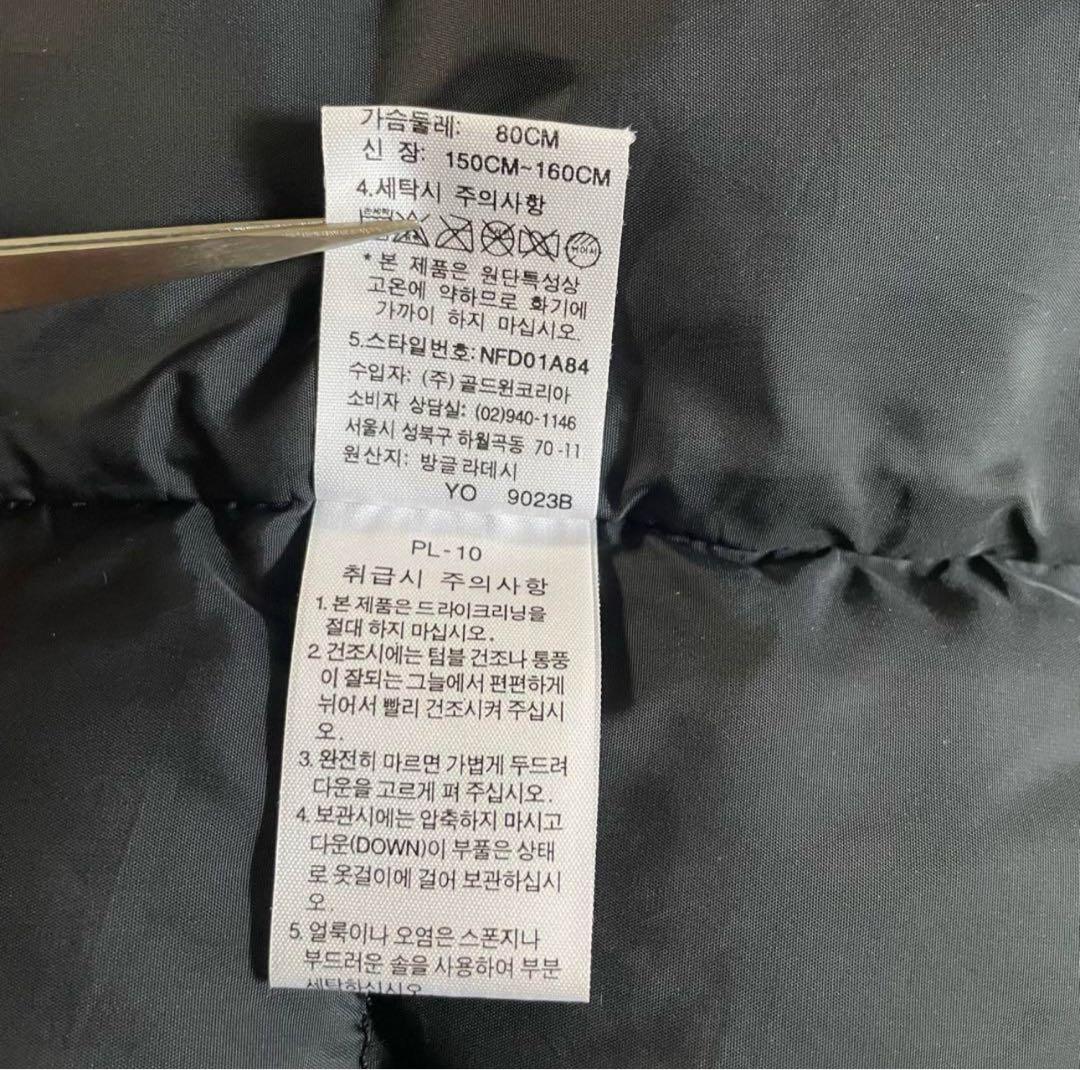 가슴둘레: 80CM
신 장: 150CM~160CM
4.세탁시 주의사항
손세탁
뉘어서
* 본 제품은 원단특성상
고온에 약하므로 화기에
가까이 하지 마십시오.
5.스타일번호: NFD01A84
수입자: (주) 골드윈코리아
소비자 상담실: (02)940-1146
서울시 성북구 하월곡동 70-11
원산지: 방글라데시
YO 9023B
PL-10
취급시 주의사항
1. 본 제품은 드라이크리닝을
절대 하지 마십시오.
2. 건조시에는 텀블 건조나 통풍
이 잘되는 그늘에서 편편하게
뉘어서 빨리 건조시켜 주십시
오.
3. 완전히 마르면 가볍게 두드려
다운을 고르게 펴 주십시오.
4. 보관시에는 압축하지 마시고
다운(DOWN)이 부풀은 상태
로 옷걸이에 걸어 보관하십시
오.
5. 얼룩이나 오염은 스폰지나
부드러운 솔을 사용하여 부분
세탁하십시오